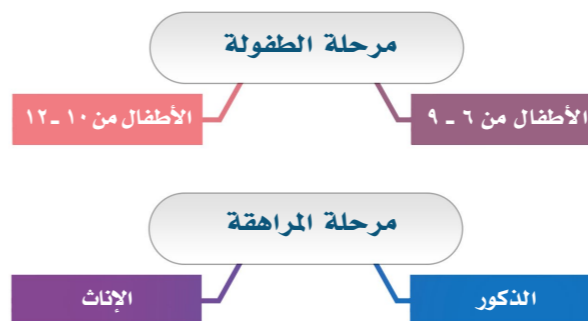 مرحلة الطفولة
الأطفال من ٦ ـ ٩
الأطفال من ١٠ ـ ١٢
مرحلة المراهقة
الذكور
الإناث